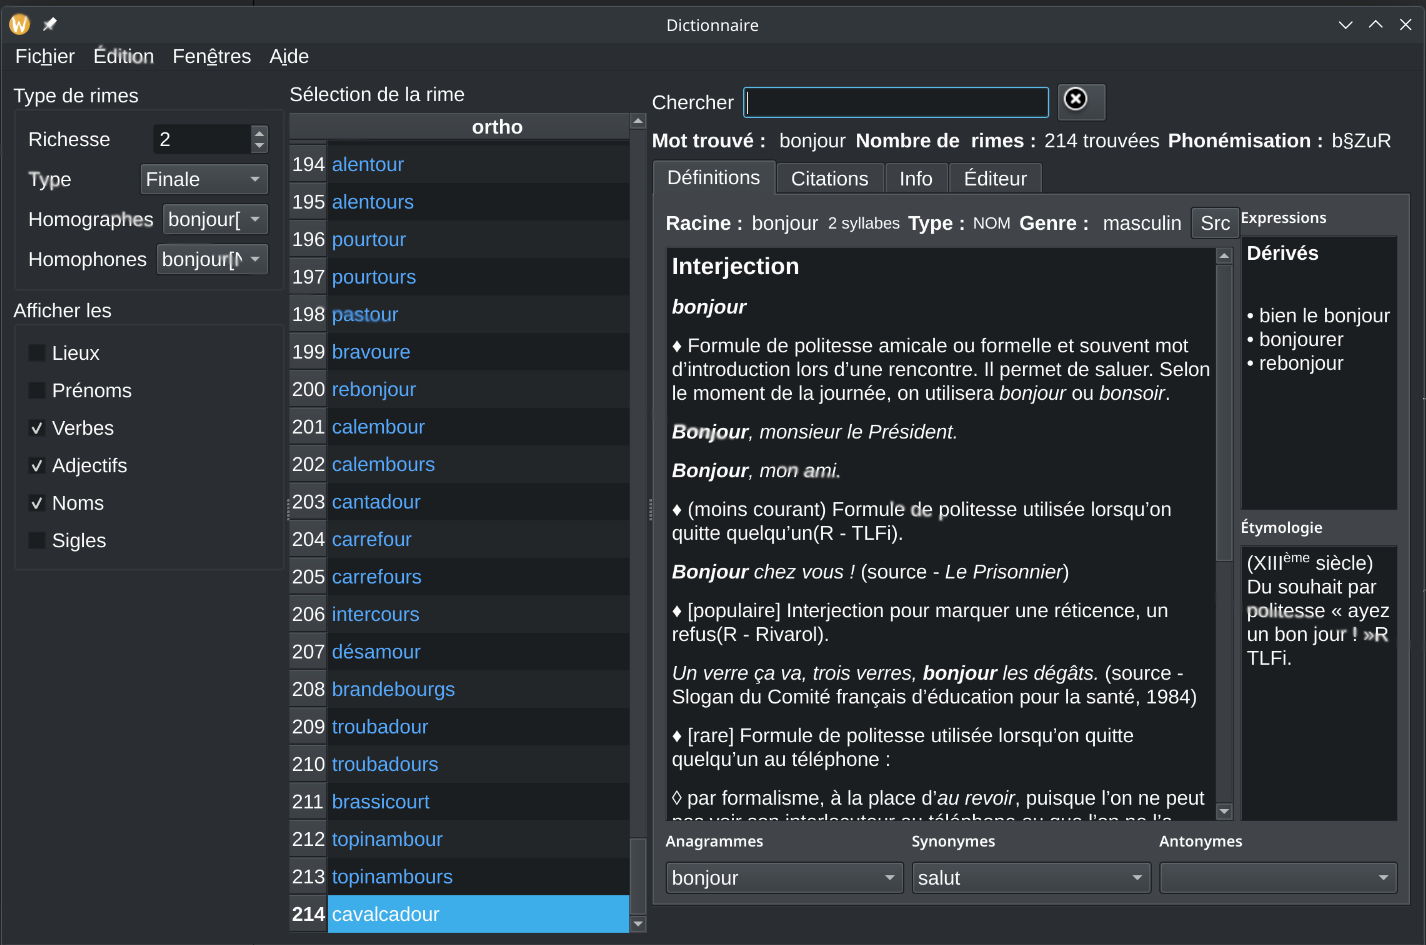 Dictionnaire
Fichier Édition Fenêtres Aide
Type de rimes
Richesse 2
Type Finale
Homographes bonjour[
Homophones bonjour[N
Afficher les
Lieux
Prénoms
Verbes
Adjectifs
Noms
Sigles
Sélection de la rime
ortho
194 alentour
195 alentours
196 pourtour
197 pourtours
198 pastour
199 bravoure
200 rebonjour
201 calembour
202 calembours
203 cantadour
204 carrefour
205 carrefours
206 intercours
207 désamour
208 brandebourgs
209 troubadour
210 troubadours
211 brassicourt
212 topinambour
213 topinambours
214 cavalcadour
Chercher
Mot trouvé : bonjour Nombre de rimes : 214 trouvées Phonémisation : b§ZuR
Définitions Citations Info Éditeur
Racine : bonjour 2 syllabes Type : NOM Genre : masculin Src
Interjection
bonjour
♦ Formule de politesse amicale ou formelle et souvent mot
d’introduction lors d’une rencontre. Il permet de saluer. Selon
le moment de la journée, on utilisera bonjour ou bonsoir.
Bonjour, monsieur le Président.
Bonjour, mon ami.
♦ (moins courant) Formule de politesse utilisée lorsqu’on
quitte quelqu’un(R - TLFi).
Bonjour chez vous ! (source - Le Prisonnier)
♦ [populaire] Interjection pour marquer une réticence, un
refus(R - Rivarol).
Un verre ça va, trois verres, bonjour les dégâts. (source -
Slogan du Comité français d’éducation pour la santé, 1984)
♦ [rare] Formule de politesse utilisée lorsqu’on quitte
quelqu’un au téléphone :
◊ par formalisme, à la place d’au revoir, puisque l’on ne peut
pas voir son interlocuteur au téléphone ou que l’on ne l’a
Expressions
Dérivés
• bien le bonjour
• bonjourer
• rebonjour
Étymologie
(XIIIème siècle)
Du souhait par
politesse « ayez
un bon jour ! »R
TLFi.
Anagrammes Synonymes Antonymes
bonjour salut